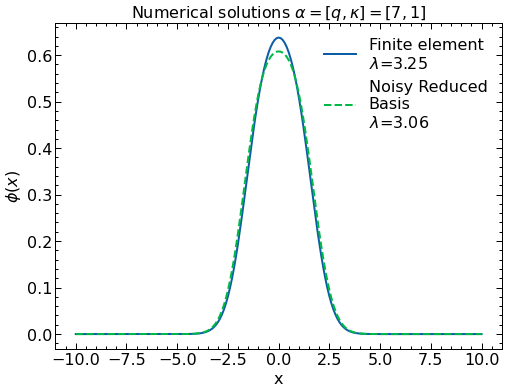 Numerical solutions α = [q, κ] = [7, 1]
Finite element
λ=3.25
Noisy Reduced
Basis
λ=3.06
ϕ(x)
0.6
0.5
0.4
0.3
0.2
0.1
0.0
−10.0 −7.5 −5.0 −2.5 0.0 2.5 5.0 7.5 10.0
x